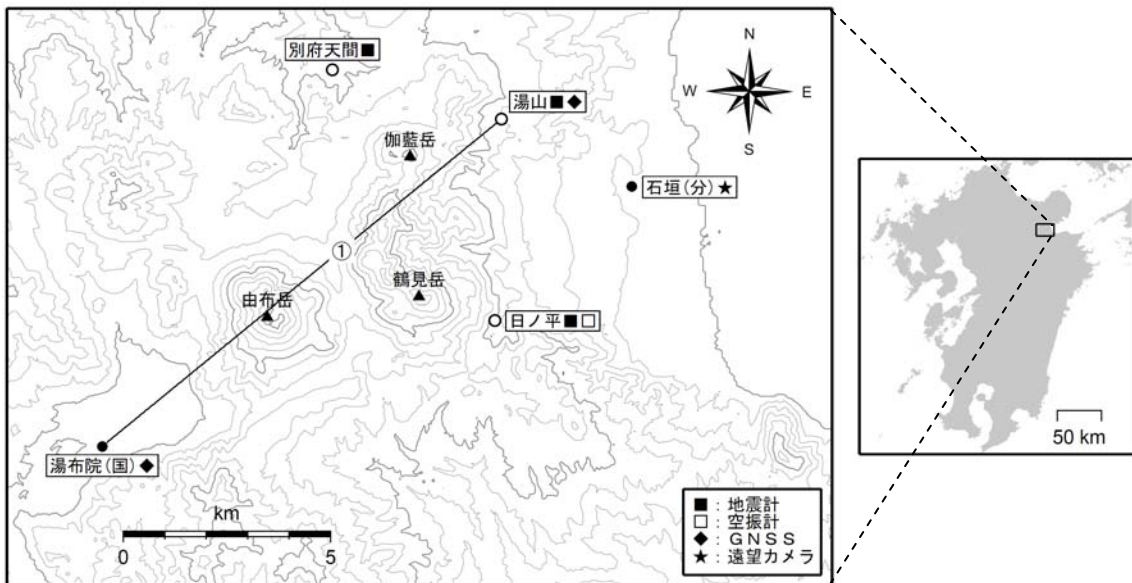 別府天間■
湯山■◆
N
W E
S
伽藍岳
石垣(分)★
①
鶴見岳
由布岳
日ノ平■□
湯布院(国)◆
km
0 5
■:地震計
□:空振計
◆:GNSS
★:遠望カメラ
50 km